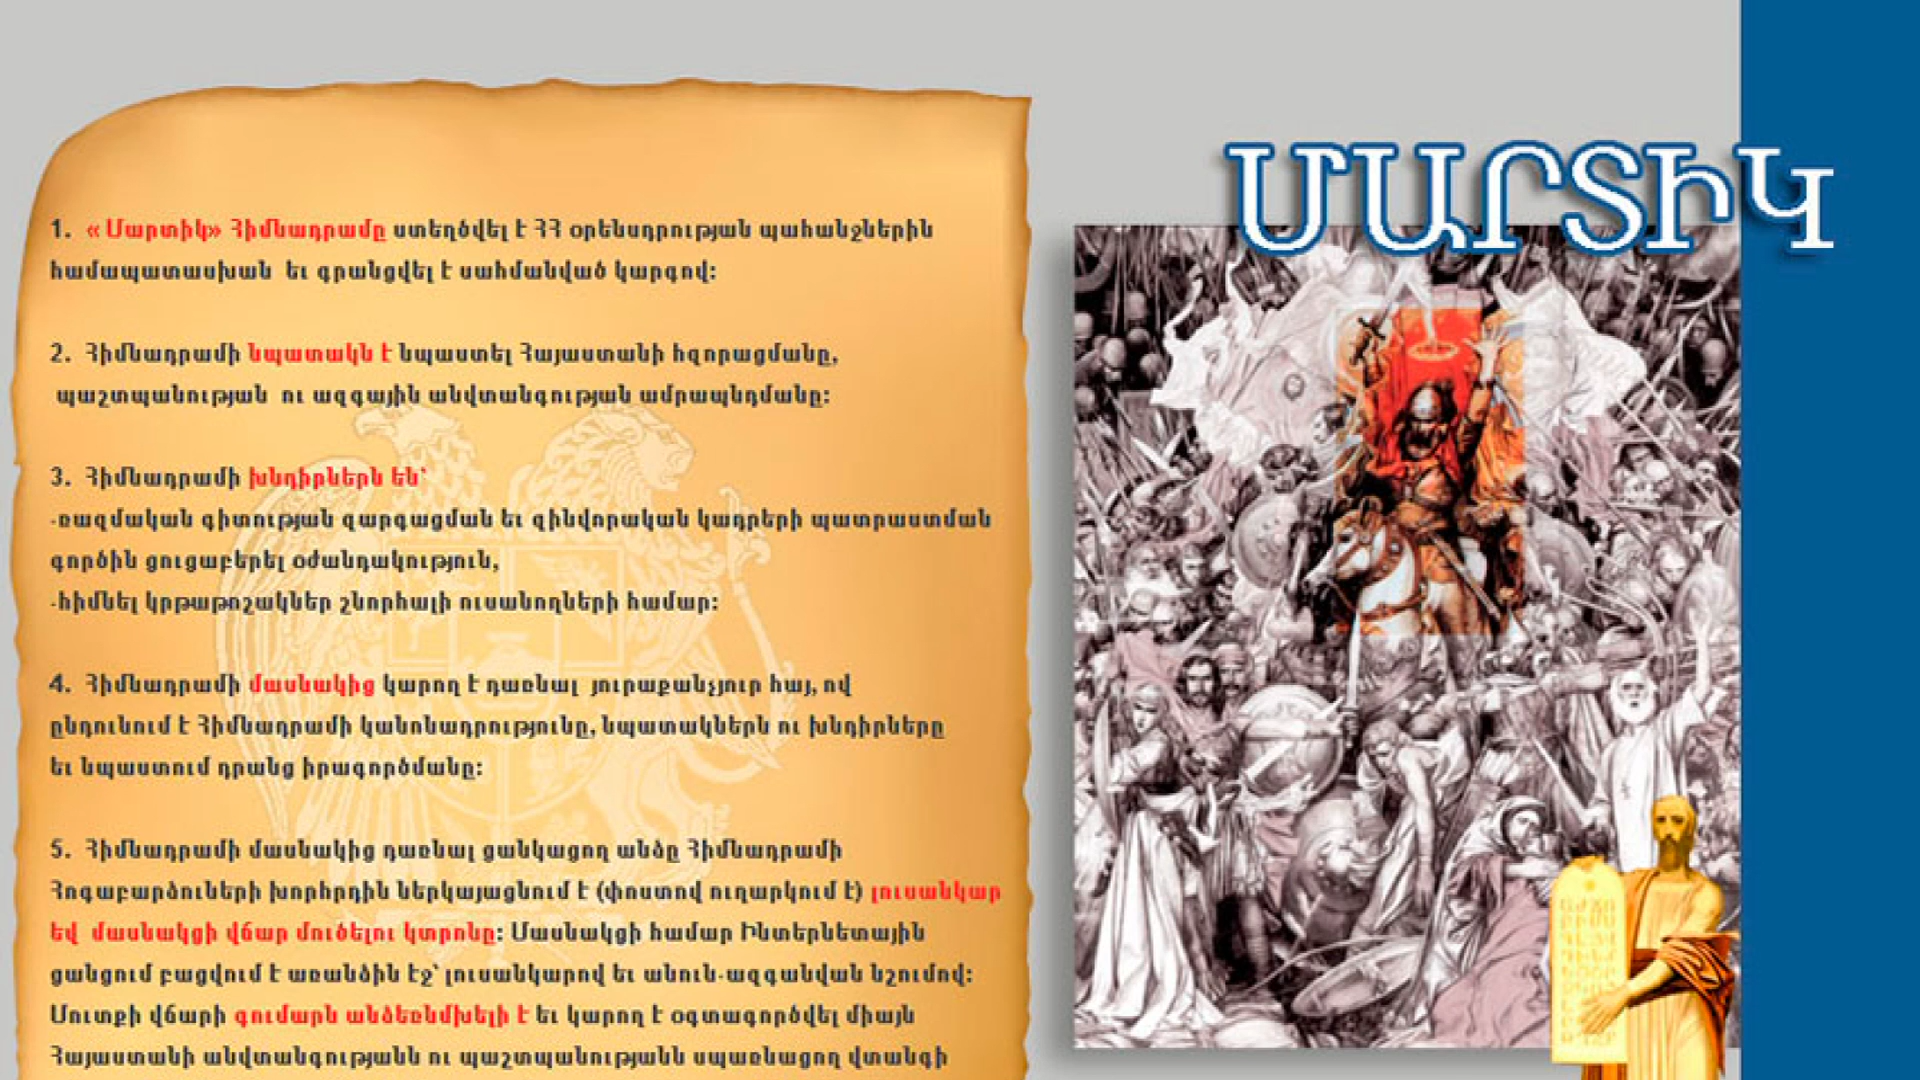 ՄԱՐՏԻԿ
1. «Մարտիկ» Հիմնադրամը ստեղծվել է ՀՀ օրենսդրության պահանջներին
համապատասխան եւ գրանցվել է սահմանված կարգով:
2. Հիմնադրամի նպատակն է նպաստել Հայաստանի հզորացմանը,
պաշտպանության ու ազգային անվտանգության ամրապնդմանը:
3. Հիմնադրամի խնդիրներն են՝
-ռազմական գիտության զարգացման եւ զինվորական կադրերի պատրաստման
գործին ցուցաբերել օժանդակություն,
-հիմնել կրթաթոշակներ շնորհալի ուսանողների համար:
4. Հիմնադրամի մասնակից կարող է դառնալ յուրաքանչյուր հայ, ով
ընդունում է Հիմնադրամի կանոնադրությունը, նպատակներն ու խնդիրները
եւ նպաստում դրանց իրագործմանը:
5. Հիմնադրամի մասնակից դառնալ ցանկացող անձը Հիմնադրամի
Հոգաբարձուների խորհրդին ներկայացնում է (փոստով ուղարկում է) լուսանկար
եվ մասնակցի վճար մուծելու կտրոնը: Մասնակցի համար Ինտերնետային
ցանցում բացվում է առանձին էջ՝ լուսանկարով եւ անուն-ազգանվան նշումով:
Մուտքի վճարի գումարն անձեռնմխելի է եւ կարող է օգտագործվել միայն
Հայաստանի անվտանգությանն ու պաշտպանությանն սպառնացող վտանգի